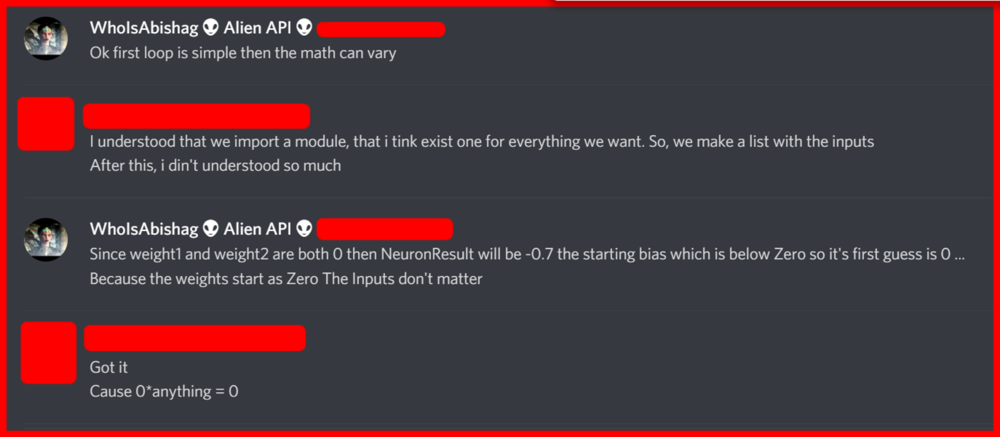 WhoIsAbishag 👽 Alien API 👽
Ok first loop is simple then the math can vary
I understood that we import a module, that i tink exist one for everything we want. So, we make a list with the inputs
After this, i din't understood so much
WhoIsAbishag 👽 Alien API 👽
Since weight1 and weight2 are both 0 then NeuronResult will be -0.7 the starting bias which is below Zero so it's first guess is 0 ...
Because the weights start as Zero The Inputs don't matter
Got it
Cause 0*anything = 0